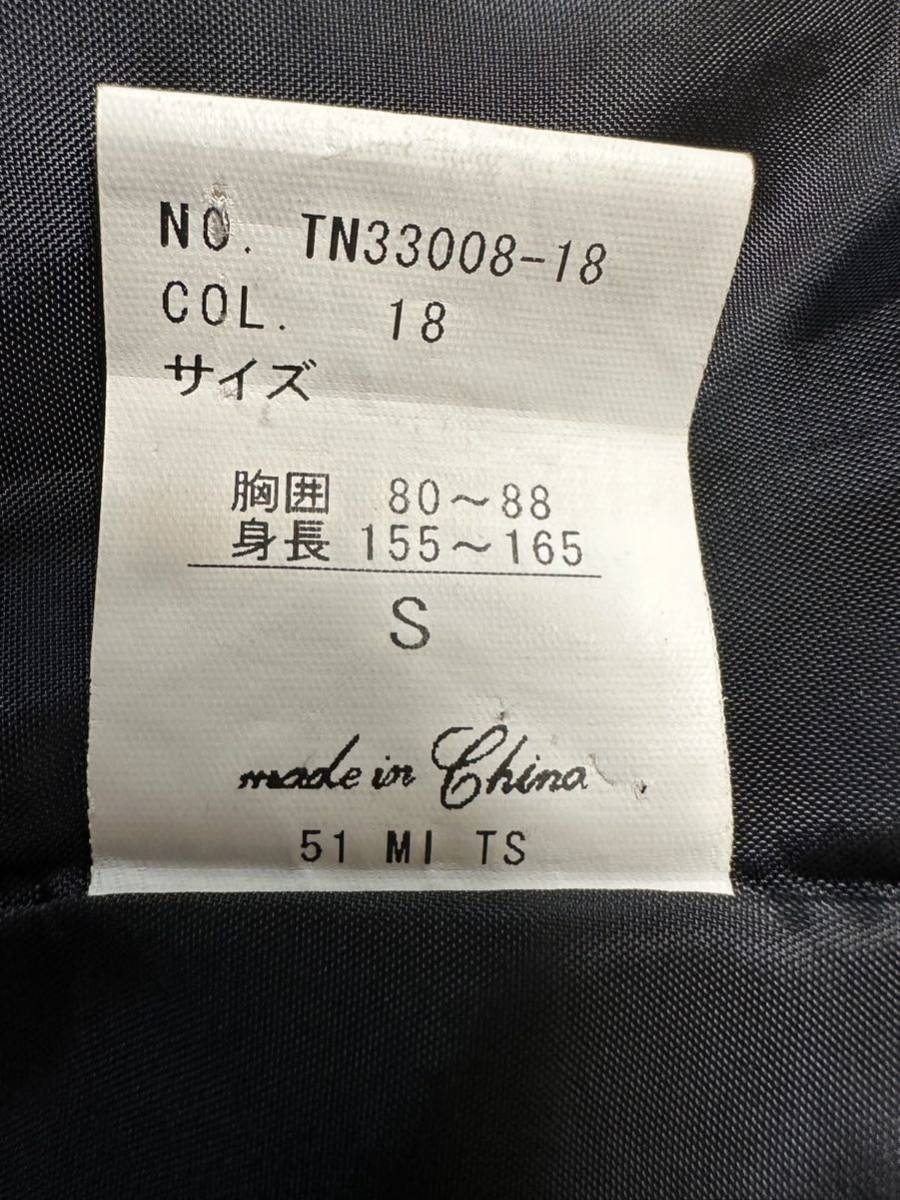 NO. TN33008-18
COL. 18
サイズ
胸囲 80～88
身長 155～165
S
made in China
51 MI TS